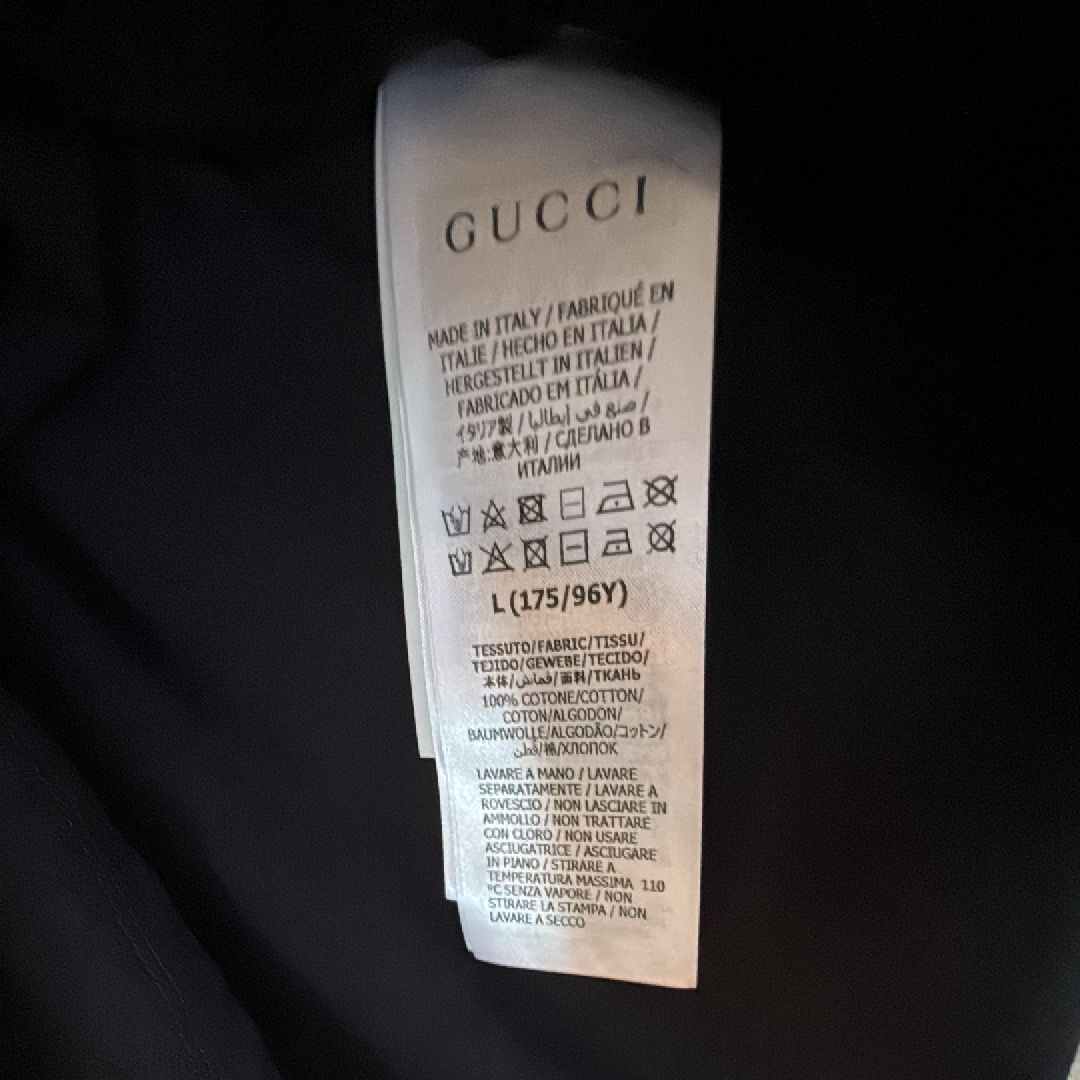 GUCCI
MADE IN ITALY / FABRIQUÉ EN
ITALIE / HECHO EN ITALIA /
HERGESTELLT IN ITALIEN /
FABRICADO EM ITÁLIA /
イタリア製 / صنع في إيطاليا /
产地:意大利 / СДЕЛАНО В
ИТАЛИИ
L (175/96Y)
TESSUTO/FABRIC/TISSU/
TEJIDO/GEWEBE/TECIDO/
本体/قماش/面料/ТКАНЬ
100% COTONE/COTTON/
COTON/ALGODON/
BAUMWOLLE/ALGODÃO/コットン/
قطن/棉/ХЛОПОК
LAVARE A MANO / LAVARE
SEPARATAMENTE / LAVARE A
ROVESCIO / NON LASCIARE IN
AMMOLLO / NON TRATTARE
CON CLORO / NON USARE
ASCIUGATRICE / ASCIUGARE
IN PIANO / STIRARE A
TEMPERATURA MASSIMA 110
°C SENZA VAPORE / NON
STIRARE LA STAMPA / NON
LAVARE A SECCO